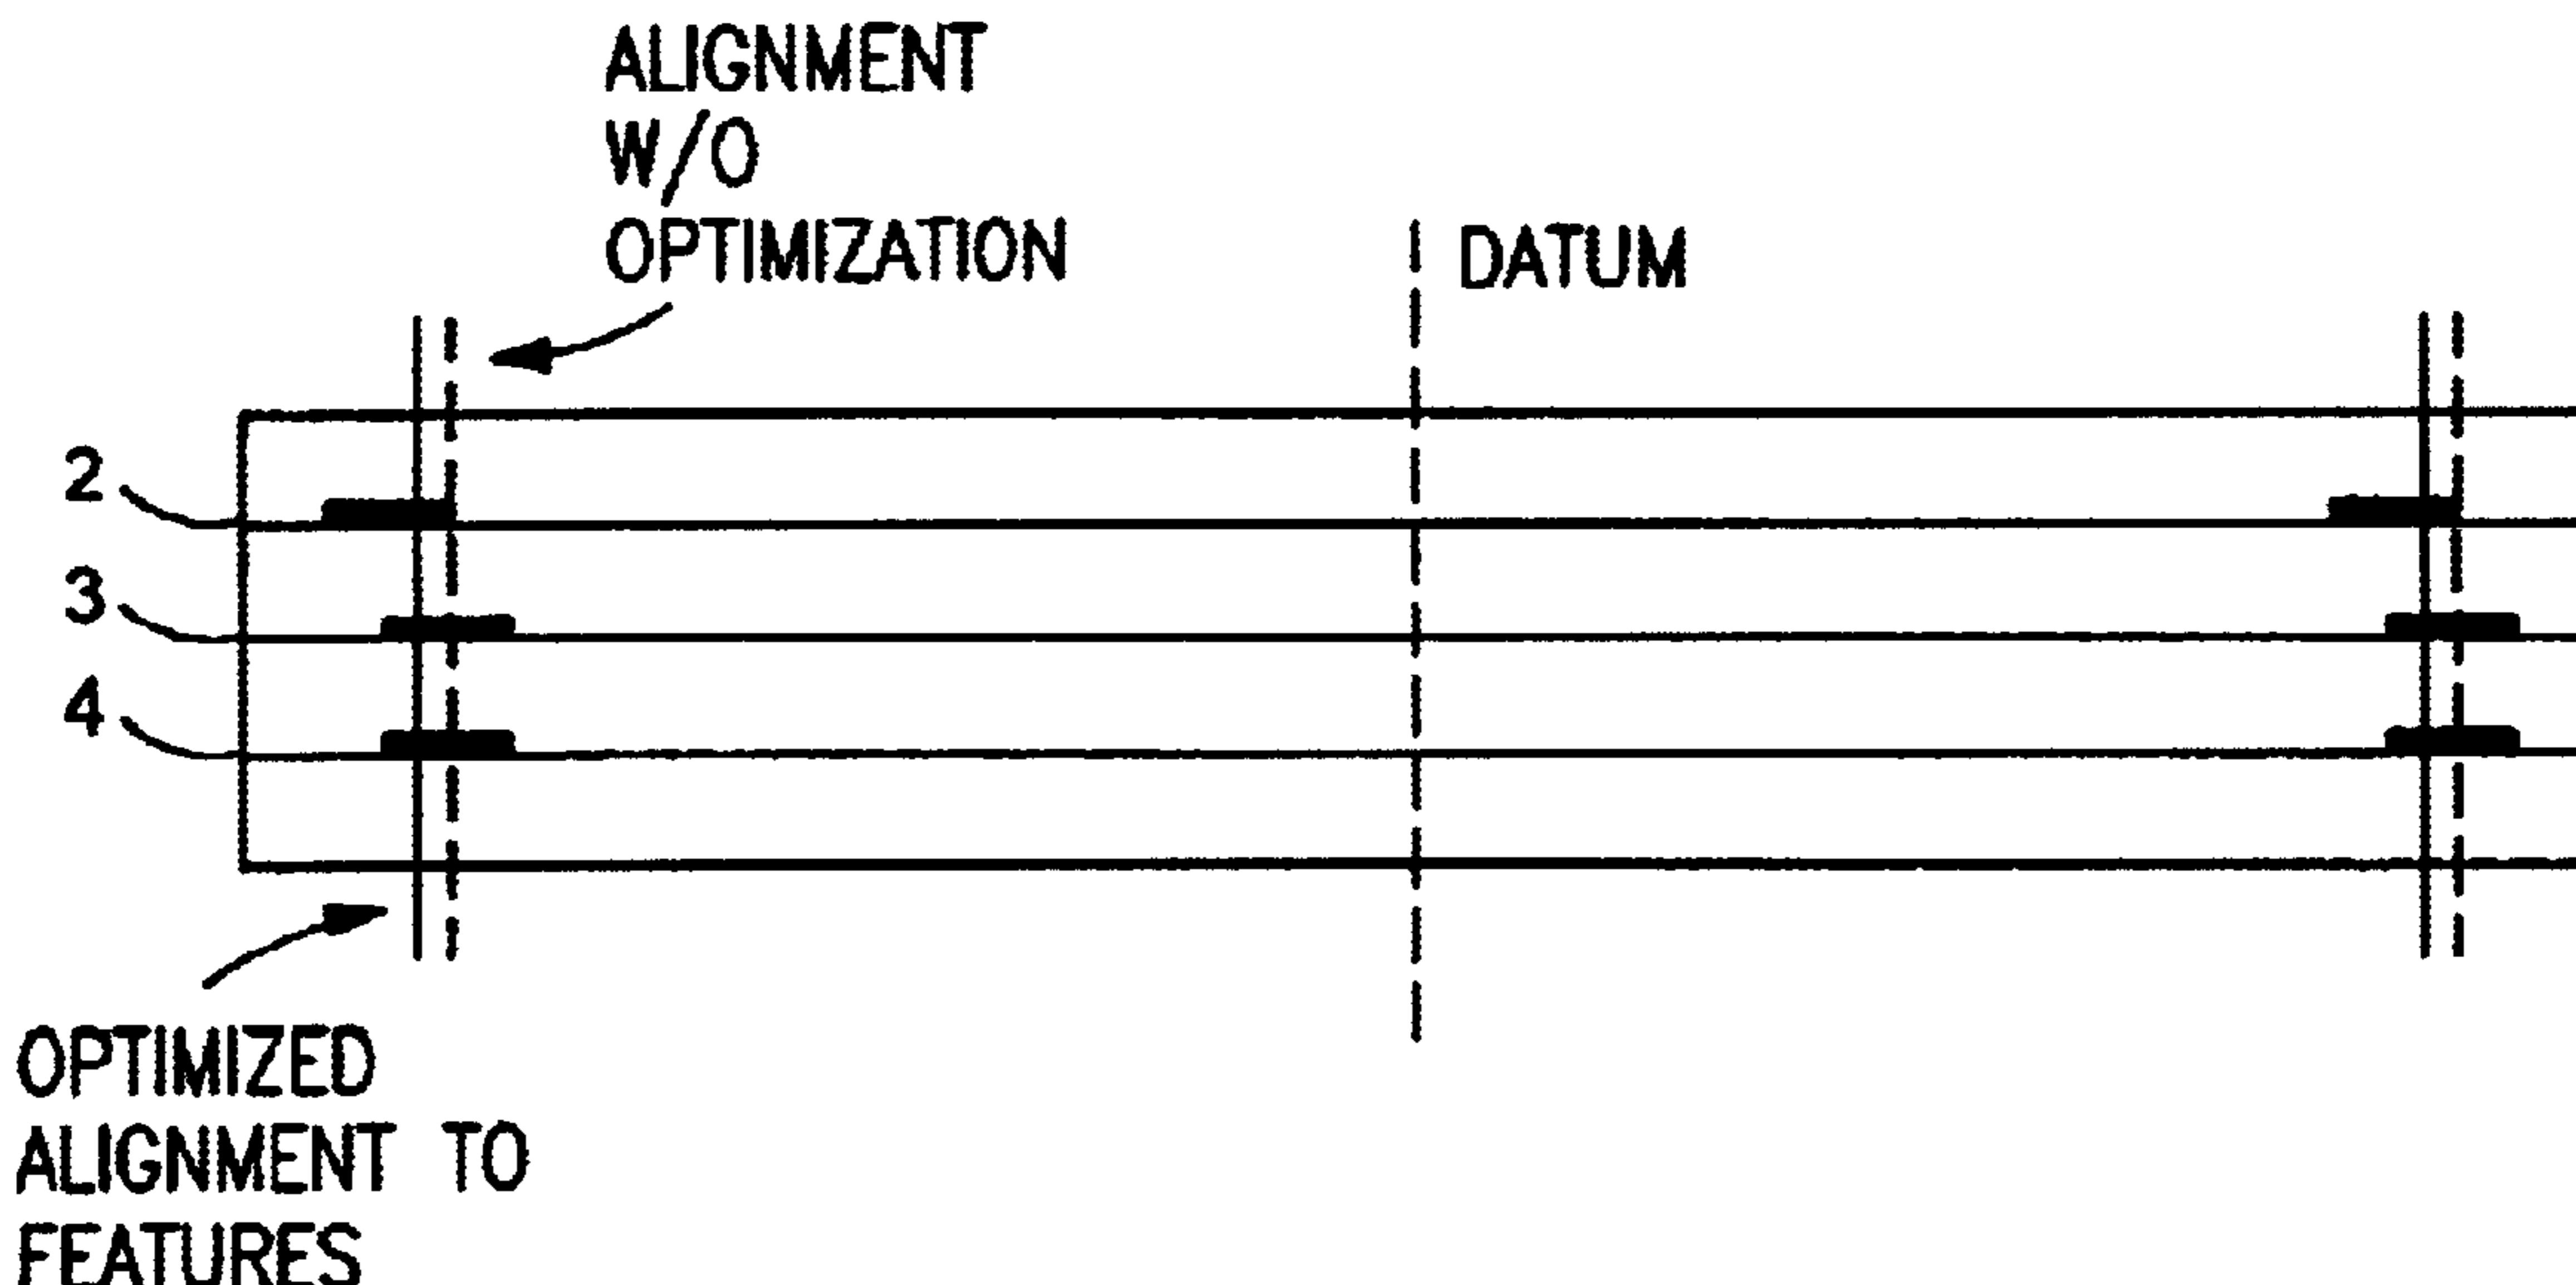 ALIGNMENT
W/O
OPTIMIZATION
DATUM
2
3
4
OPTIMIZED
ALIGNMENT TO
FEATURES